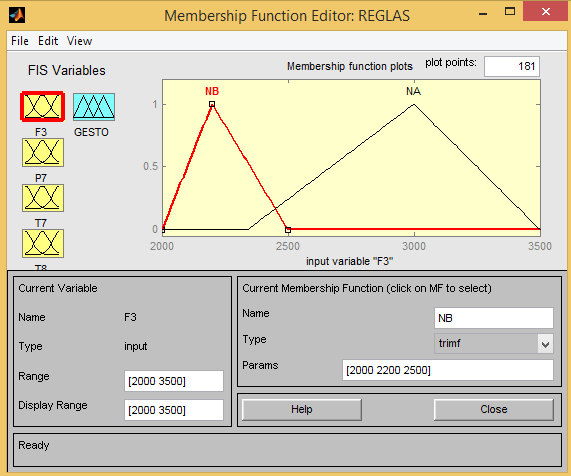 Membership Function Editor: REGLAS
File Edit View
FIS Variables
Membership function plots plot points: 181
F3
GESTO
P7
T7
T8
NB
NA
1
0.5
0
2000 2500 3000 3500
input variable "F3"
Current Variable
Name F3
Type input
Range [2000 3500]
Display Range [2000 3500]
Current Membership Function (click on MF to select)
Name NB
Type trimf
Params [2000 2200 2500]
Help Close
Ready